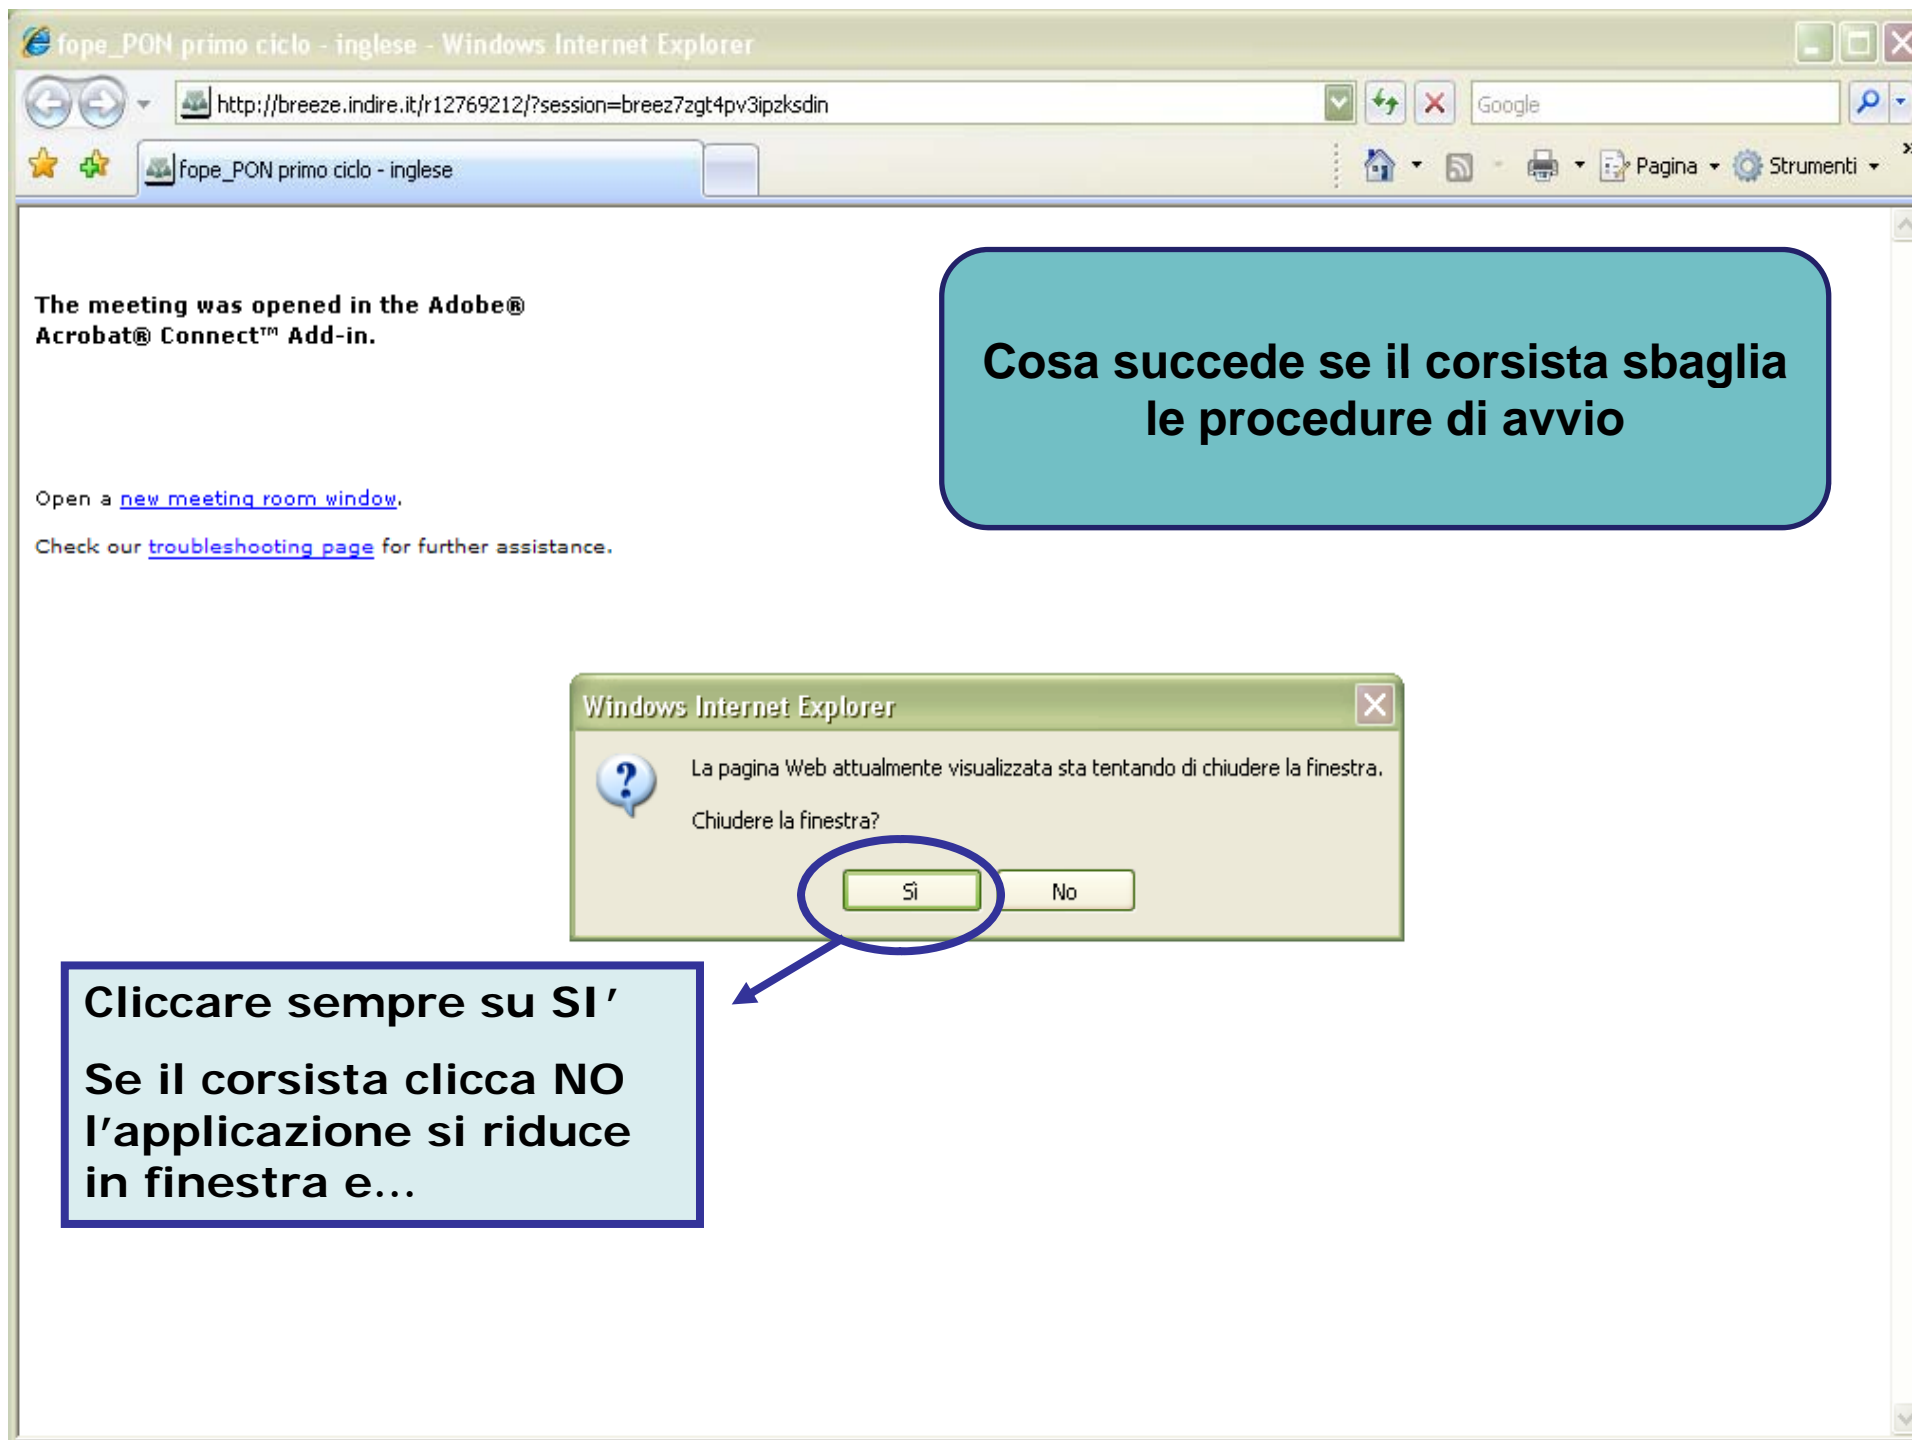 fope_PON primo ciclo - inglese - Windows Internet Explorer
http://breeze.indire.it/r12769212/?session=breez7zgt4pv3ipzksdin
Google
fope_PON primo ciclo - inglese
Pagina
Strumenti
»
The meeting was opened in the Adobe®
Acrobat® Connect™ Add-in.
Cosa succede se il corsista sbaglia
le procedure di avvio
Open a new meeting room window.
Check our troubleshooting page for further assistance.
Windows Internet Explorer
La pagina Web attualmente visualizzata sta tentando di chiudere la finestra.
Chiudere la finestra?
Sì
No
Cliccare sempre su SI’
Se il corsista clicca NO
l’applicazione si riduce
in finestra e…